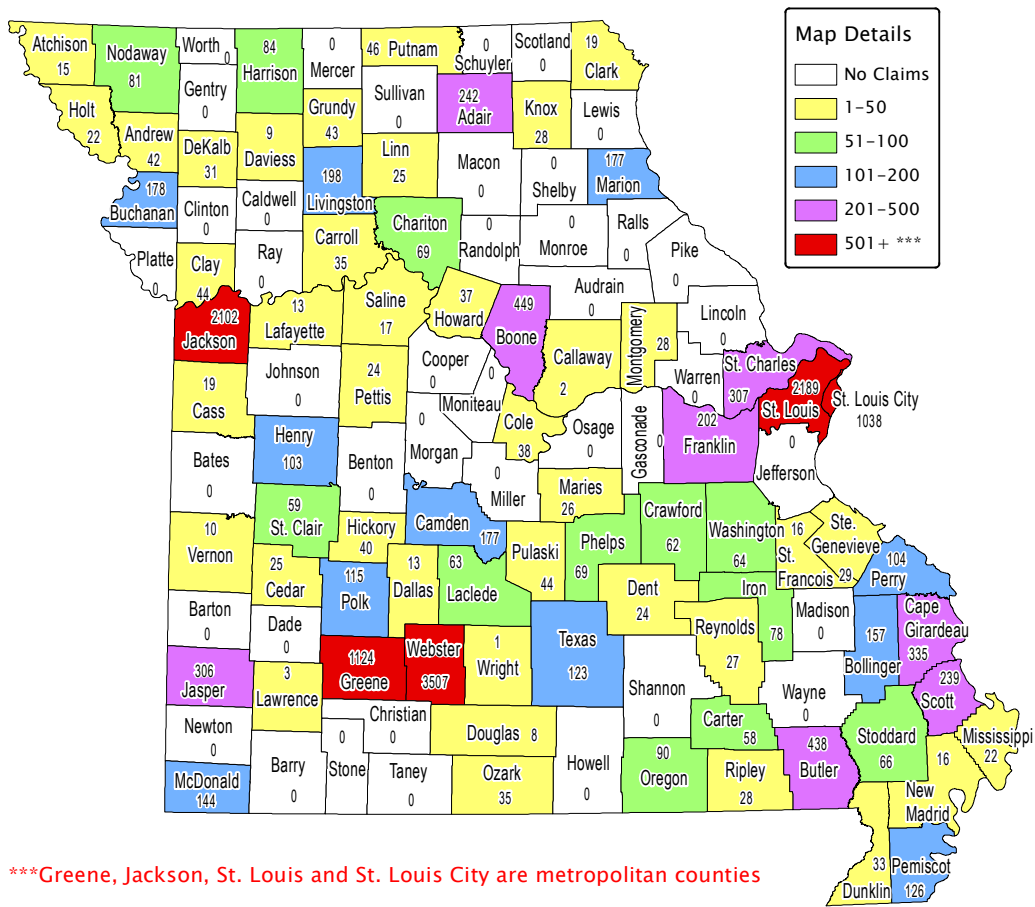 Map Details
No Claims
1-50
51-100
101-200
201-500
501+ ***
Atchison
15
Nodaway
81
Worth
0
84
Harrison
0
Mercer
46 Putnam
0
Schuyler
Scotland
0
19
Clark
Holt
22
Andrew
42
Gentry
0
DeKalb
31
9
Daviess
Grundy
43
Sullivan
0
242
Adair
Knox
28
Lewis
0
178
Buchanan
Clinton
0
Caldwell
0
198
Livingston
Linn
25
Macon
0
0
Shelby
177
Marion
Platte
0
Clay
44
Ray
0
Carroll
35
Chariton
69
Randolph
0
0
Monroe
Ralls
0
Pike
0
2102
Jackson
13
Lafayette
Saline
17
37
Howard
449
Boone
Audrain
0
Callaway
2
Montgomery
28
Lincoln
0
Warren
0
St. Charles
307
2189
St. Louis
St. Louis City
1038
19
Cass
Johnson
0
24
Pettis
Cooper
0
0
Moniteau
Cole
38
Osage
0
Gasconade
0
202
Franklin
0
Jefferson
Bates
0
Henry
103
Benton
0
0
Morgan
0
Miller
Maries
26
Crawford
62
Washington
64
16
St.
Francois
Ste.
Genevieve
29
104
Perry
10
Vernon
59
St. Clair
Hickory
40
Camden
177
Pulaski
44
Phelps
69
Dent
24
Iron
78
Madison
0
157
Bollinger
Cape
Girardeau
335
Barton
0
25
Cedar
115
Polk
13
Dallas
63
Laclede
Texas
123
Reynolds
27
Dade
0
1124
Greene
Webster
3507
1
Wright
Shannon
0
Wayne
0
239
Scott
306
Jasper
3
Lawrence
Christian
0
Douglas 8
Carter
58
438
Butler
Stoddard
66
Mississippi
22
Newton
0
McDonald
144
Barry
0
0
Stone
Taney
0
Ozark
35
Howell
0
90
Oregon
Ripley
28
16
New
Madrid
33
Dunklin
Pemiscot
126
***Greene, Jackson, St. Louis and St. Louis City are metropolitan counties